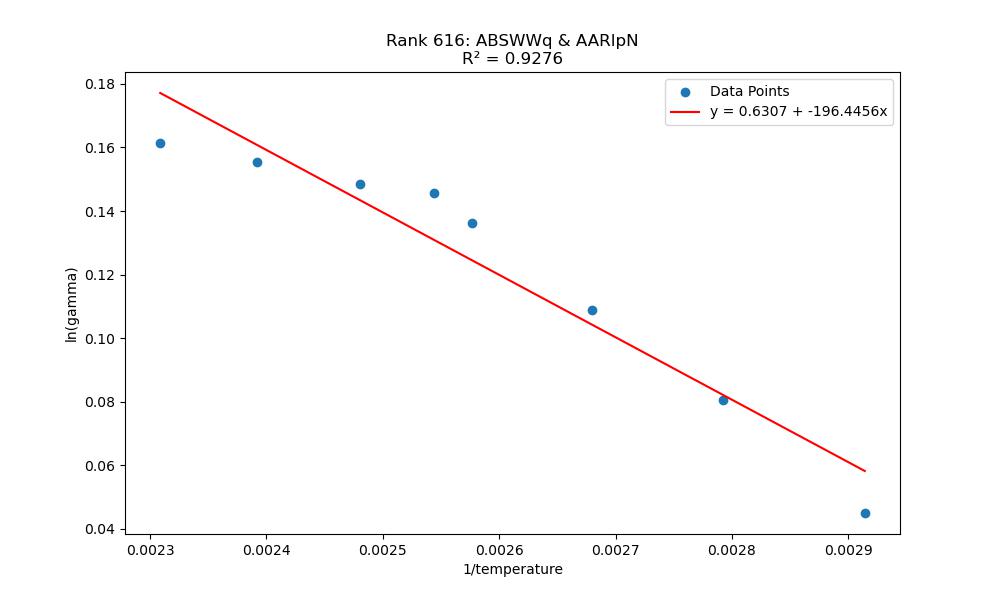 Rank 616: ABSWWq & AARlpN
R² = 0.9276
Data Points
y = 0.6307 + -196.4456x
ln(gamma)
0.18
0.16
0.14
0.12
0.10
0.08
0.06
0.04
0.0023 0.0024 0.0025 0.0026 0.0027 0.0028 0.0029
1/temperature